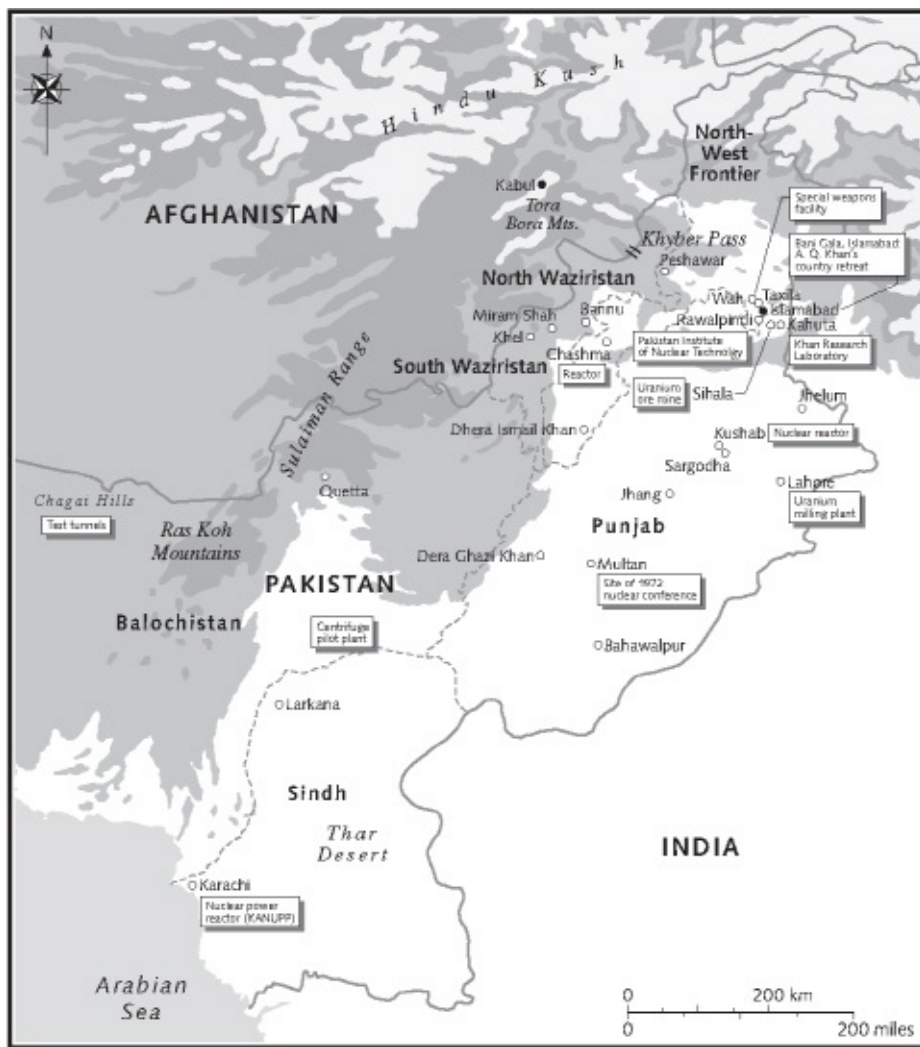 N
Hindu Kush
North-
West
Frontier
Kabul
Special weapons
facility
AFGHANISTAN
Tora
Bora Mts.
Khyber Pass
Bani Gala, Islamabad:
A. Q. Khan's
country retreat
Peshawar
North Waziristan
Wah
Taxila
Islamabad
Miram Shah
Bannu
Rawalpindi
Kahuta
Khel
Chashma
Pakistan Institute
of Nuclear Technolgy
Khan Research
Laboratory
South Waziristan
Reactor
Uranium
ore mine
Sihala
Jhelum
Sulaiman Range
Dhera Ismail Khan
Kushab
Nuclear reactor
Sargodha
Quetta
Lahore
Chagai Hills
Jhang
Uranium
milling plant
Test tunnels
Ras Koh
Mountains
Punjab
Dera Ghazi Khan
Multan
PAKISTAN
Site of 1972
nuclear conference
Balochistan
Centrifuge
pilot plant
Bahawalpur
Larkana
Sindh
Thar
Desert
INDIA
Karachi
Nuclear power
reactor (KANUPP)
Arabian
Sea
0 200 km
0 200 miles